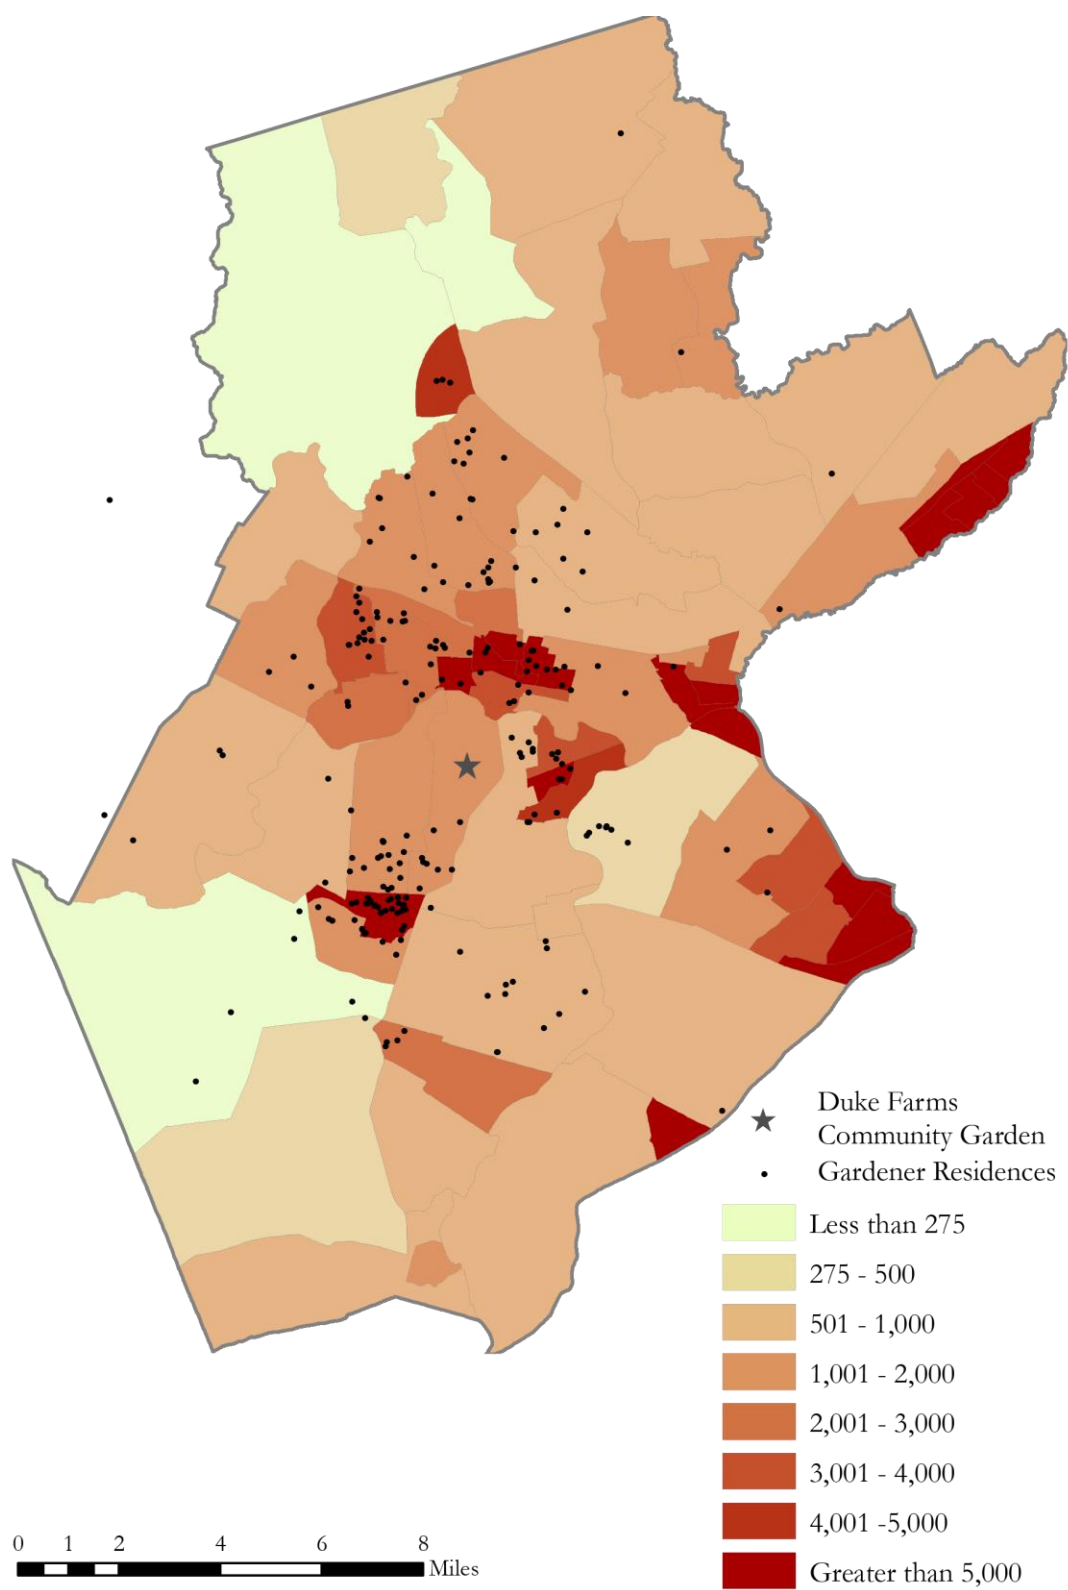 Duke Farms
Community Garden
Gardener Residences
Less than 275
275 - 500
501 - 1,000
1,001 - 2,000
2,001 - 3,000
3,001 - 4,000
4,001 -5,000
Greater than 5,000
0 1 2 4 6 8
Miles